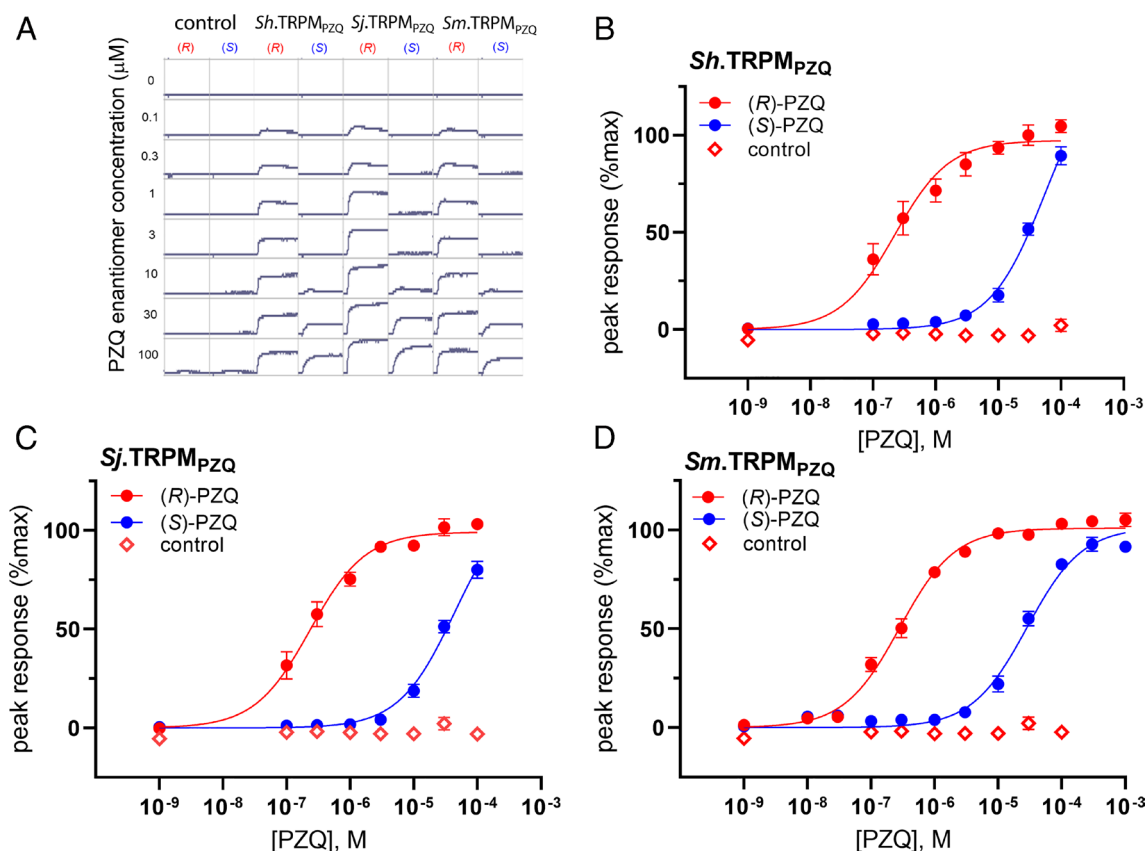 A
control Sh.TRPMPZQ Sj.TRPMPZQ Sm.TRPMPZQ
(R) (S) (R) (S) (R) (S) (R) (S)
PZQ enantiomer concentration (μM)
0
0.1
0.3
1
3
10
30
100
B
Sh.TRPMPZQ
(R)-PZQ
(S)-PZQ
control
peak response (%max)
100
50
0
10-9 10-8 10-7 10-6 10-5 10-4 10-3
[PZQ], M
C
Sj.TRPMPZQ
(R)-PZQ
(S)-PZQ
control
peak response (%max)
100
50
0
10-9 10-8 10-7 10-6 10-5 10-4 10-3
[PZQ], M
D
Sm.TRPMPZQ
(R)-PZQ
(S)-PZQ
control
peak response (%max)
100
50
0
10-9 10-8 10-7 10-6 10-5 10-4 10-3
[PZQ], M